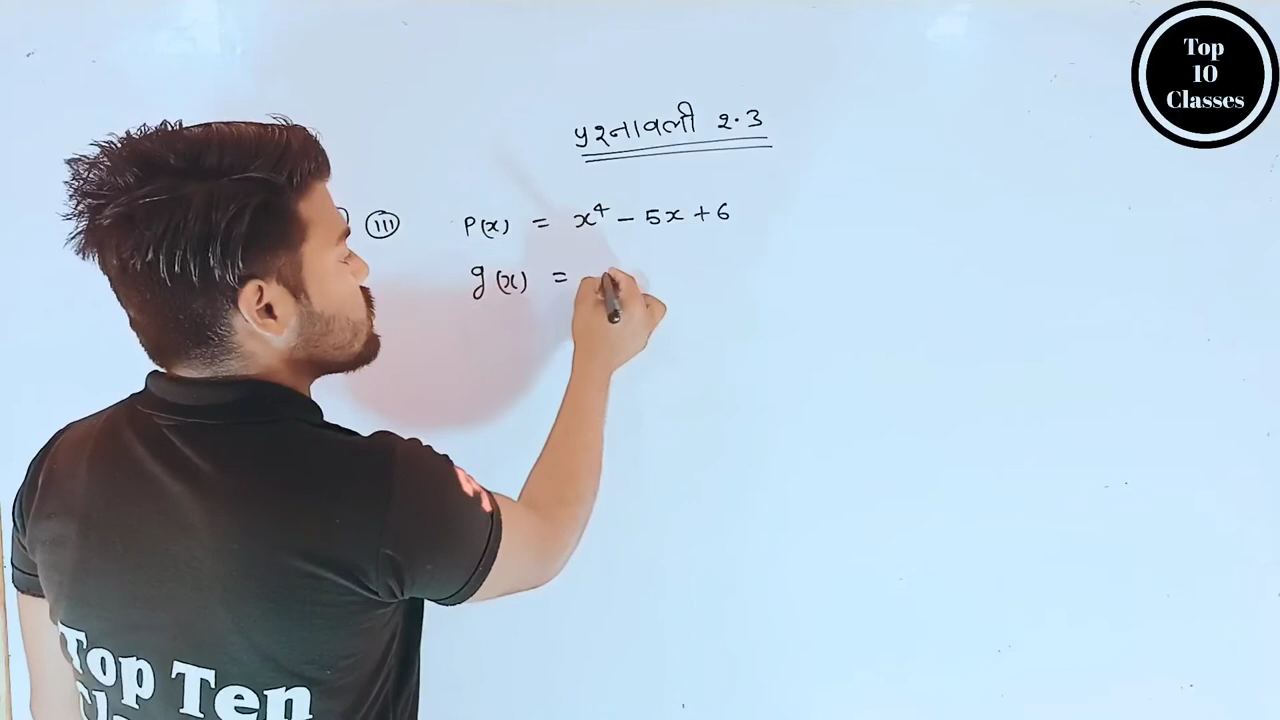 Top
10
Classes
प्रश्नावली 2.3
(iii) P(x) = x⁴ - 5x + 6
g(x) =
Top Ten